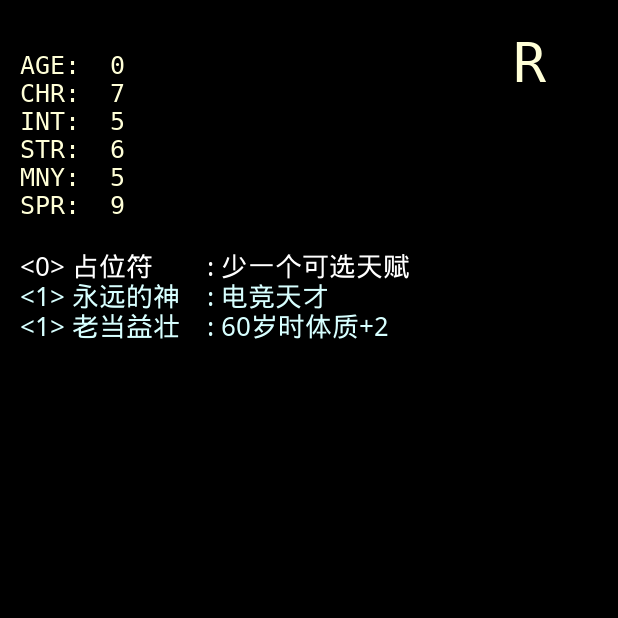 R
AGE: 0
CHR: 7
INT: 5
STR: 6
MNY: 5
SPR: 9
<0> 占位符 : 少一个可选天赋
<1> 永远的神 : 电竞天才
<1> 老当益壮 : 60岁时体质+2